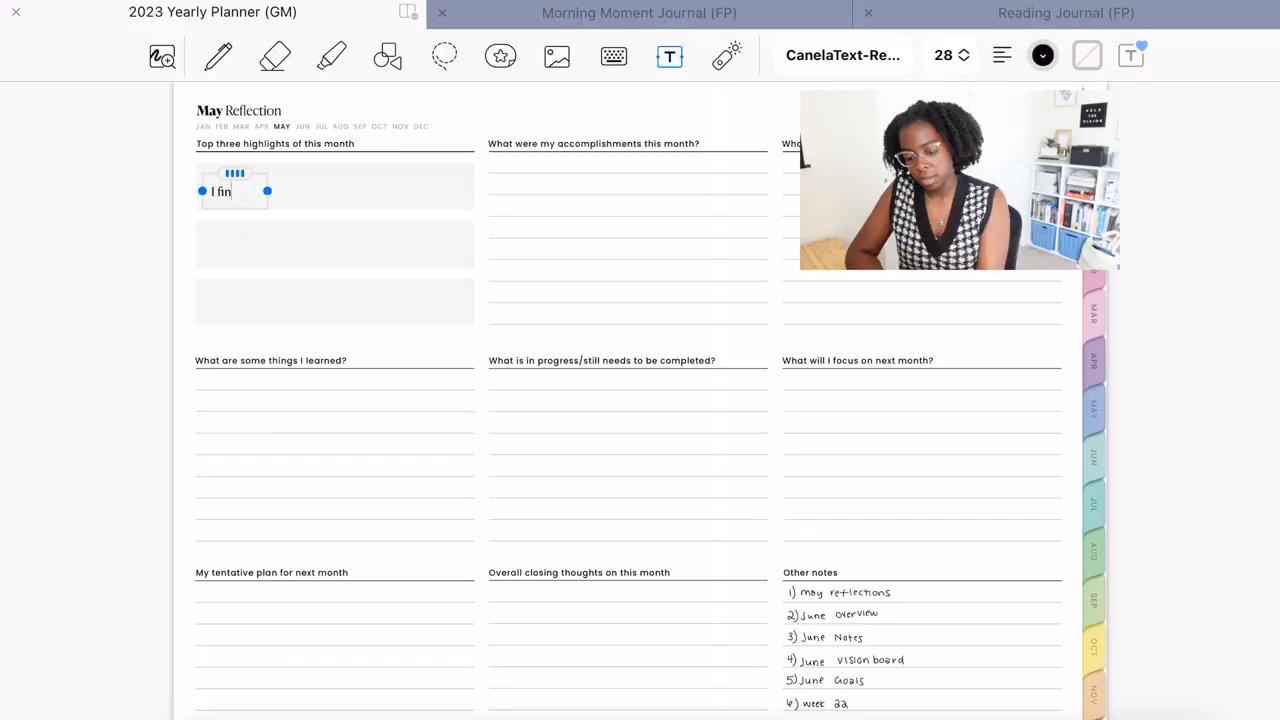 2023 Yearly Planner (GM)
Morning Moment Journal (FP)
Reading Journal (FP)
CanelaText-Re...
28
T
T
May Reflection
JAN FEB MAR APR MAY JUN JUL AUG SEP OCT NOV DEC
Top three highlights of this month
What were my accomplishments this month?
I fin
What are some things I learned?
What is in progress/still needs to be completed?
What will I focus on next month?
My tentative plan for next month
Overall closing thoughts on this month
Other notes
1) may reflections
2) June overview
3) June Notes
4) June vision board
5) June Goals
6) week 22
MAR
APR
MAY
JUN
JUL
AUG
SEP
OCT
NOV